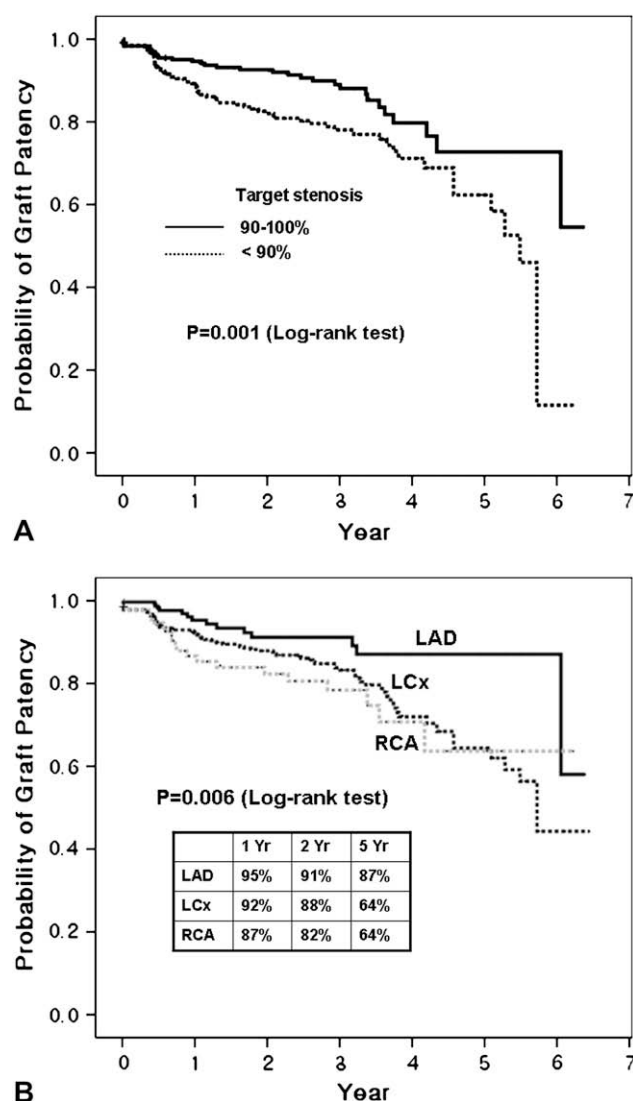 1.0
0.8
0.6
0.4
0.2
0.0
Probability of Graft Patency
Target stenosis
90-100%
< 90%
P=0.001 (Log-rank test)
0 1 2 3 4 5 6 7
Year
A
1.0
0.8
0.6
0.4
0.2
0.0
Probability of Graft Patency
LAD
LCx
RCA
P=0.006 (Log-rank test)
1 Yr 2 Yr 5 Yr
LAD 95% 91% 87%
LCx 92% 88% 64%
RCA 87% 82% 64%
0 1 2 3 4 5 6 7
Year
B